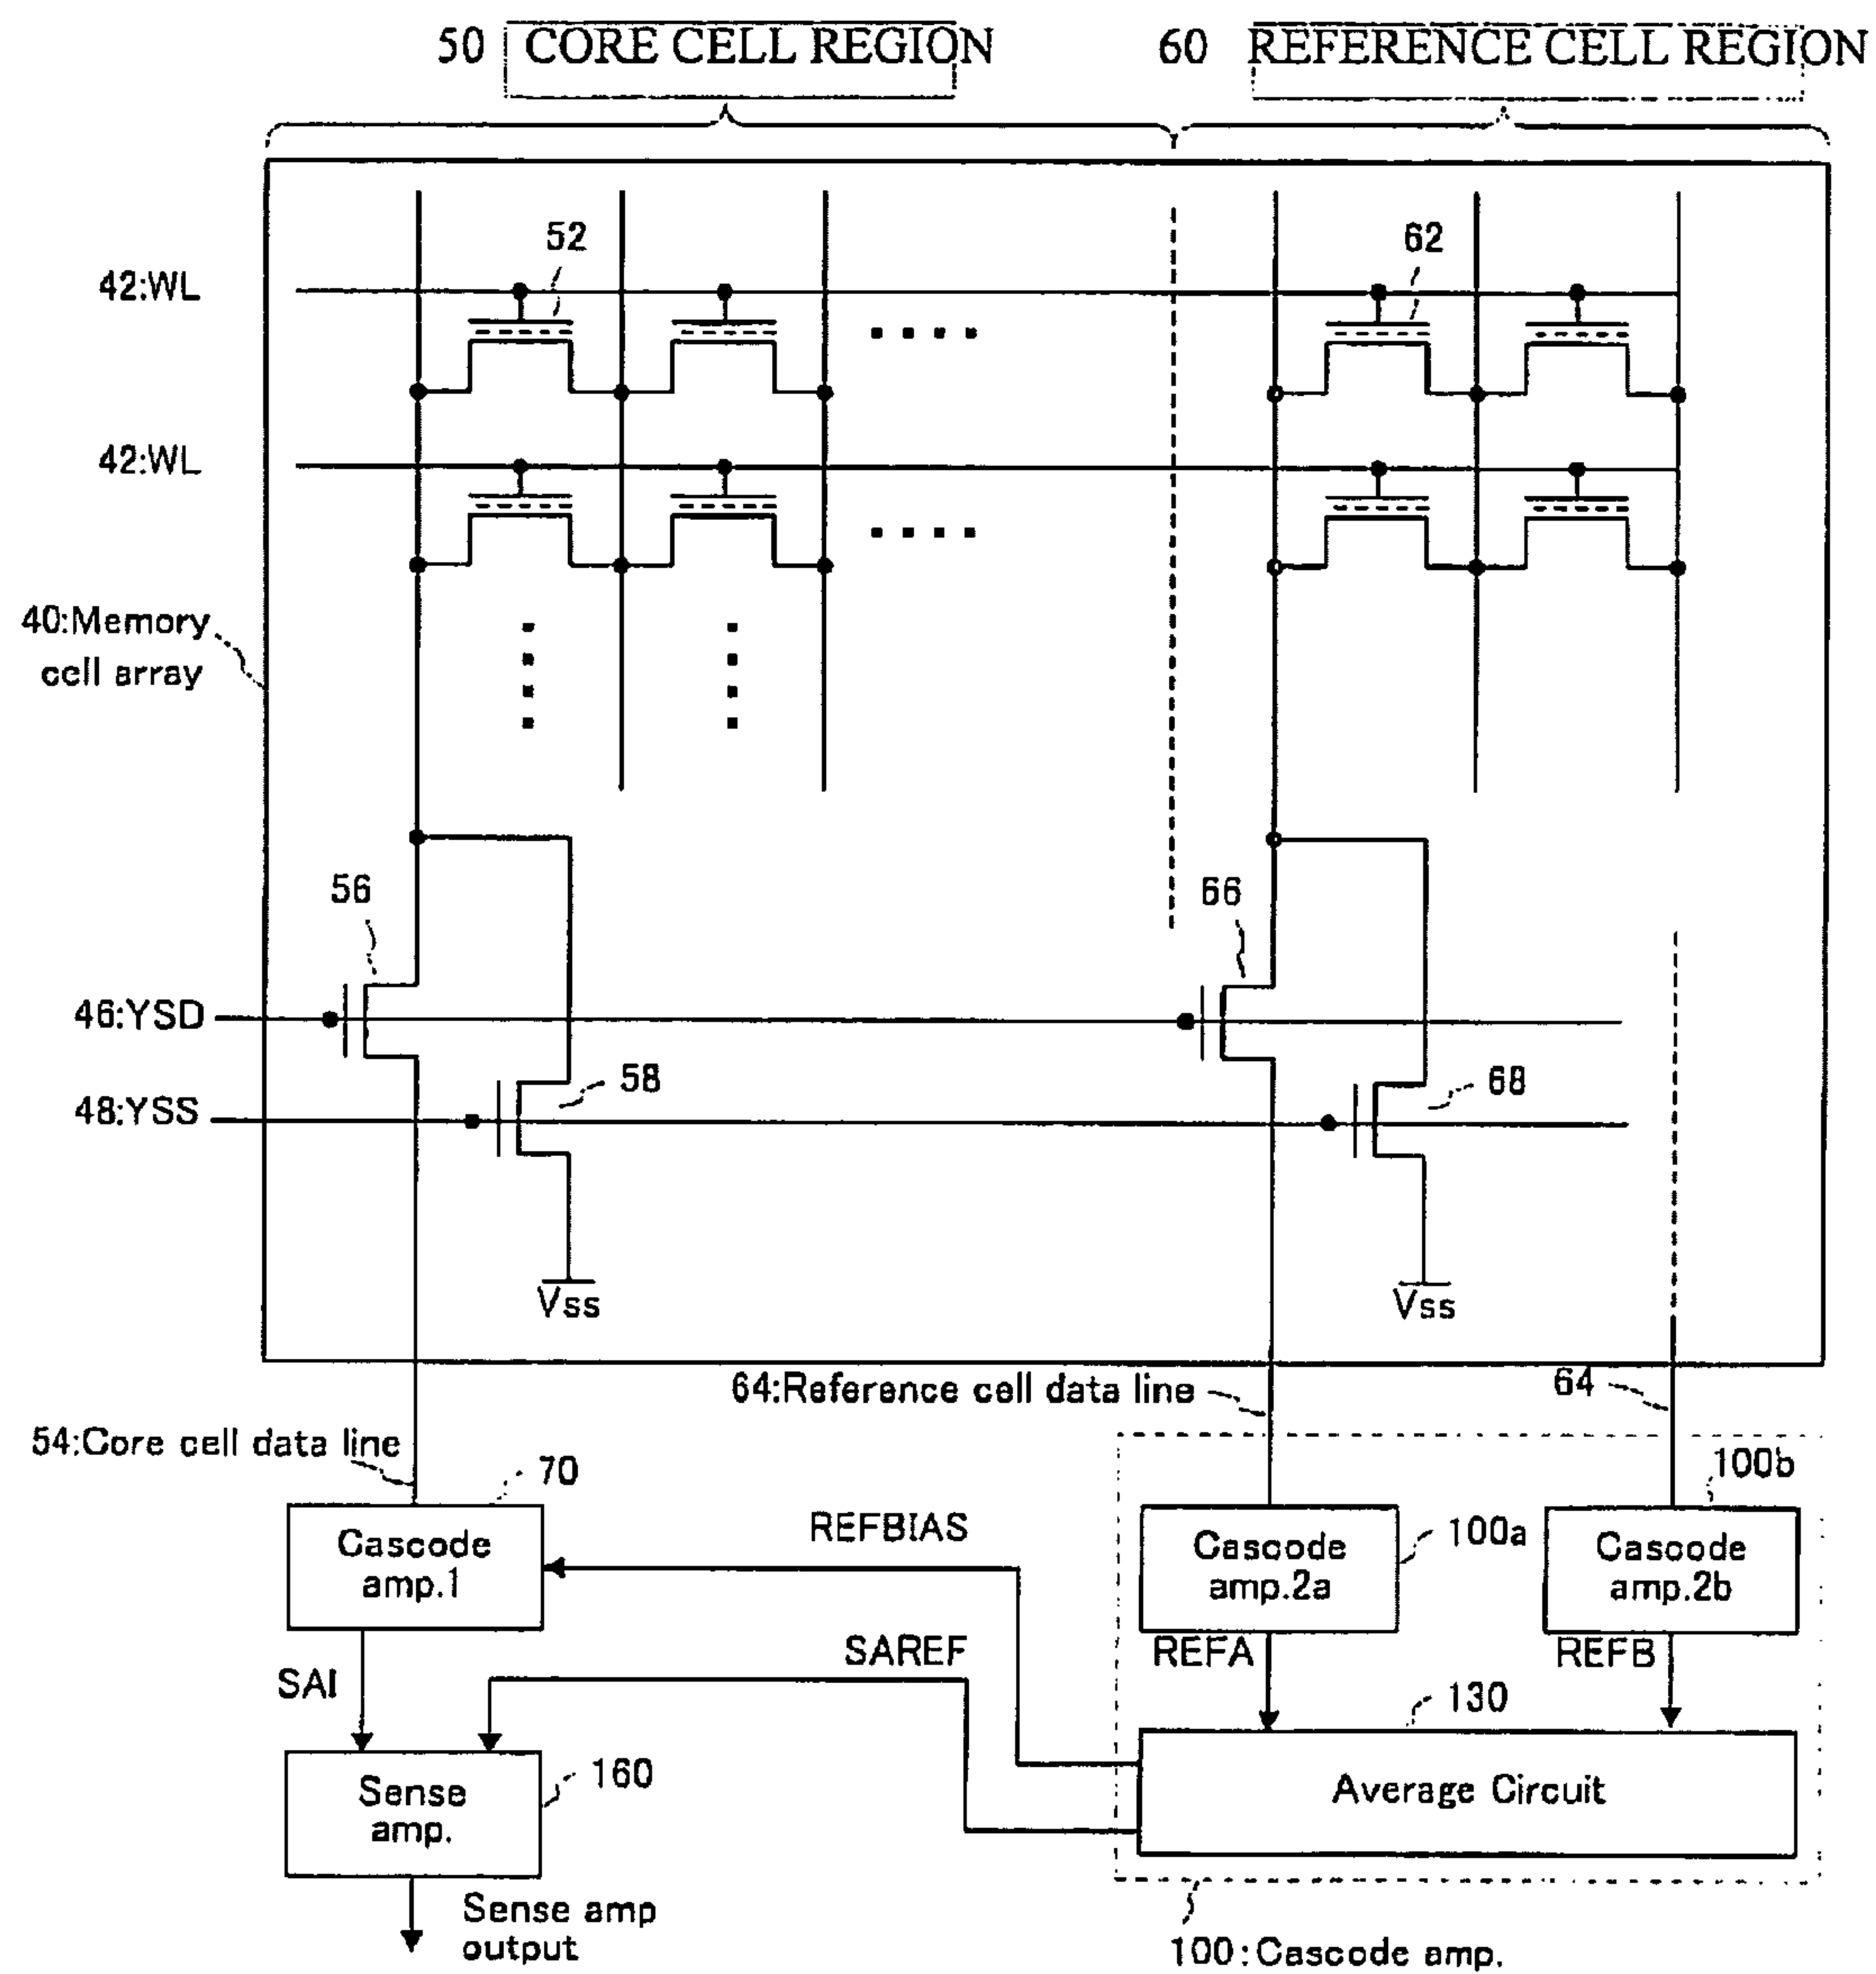 50 CORE CELL REGION
60 REFERENCE CELL REGION
52
62
42:WL
42:WL
40:Memory
cell array
56
66
46:YSD
58
68
48:YSS
Vss
Vss
64:Reference cell data line
64
54:Core cell data line
70
100b
Cascode
amp.1
REFBIAS
Cascode
amp.2a
100a
Cascode
amp.2b
SAI
SAREF
REFA
REFB
130
Sense
amp.
160
Average Circuit
Sense amp
output
100:Cascode amp.